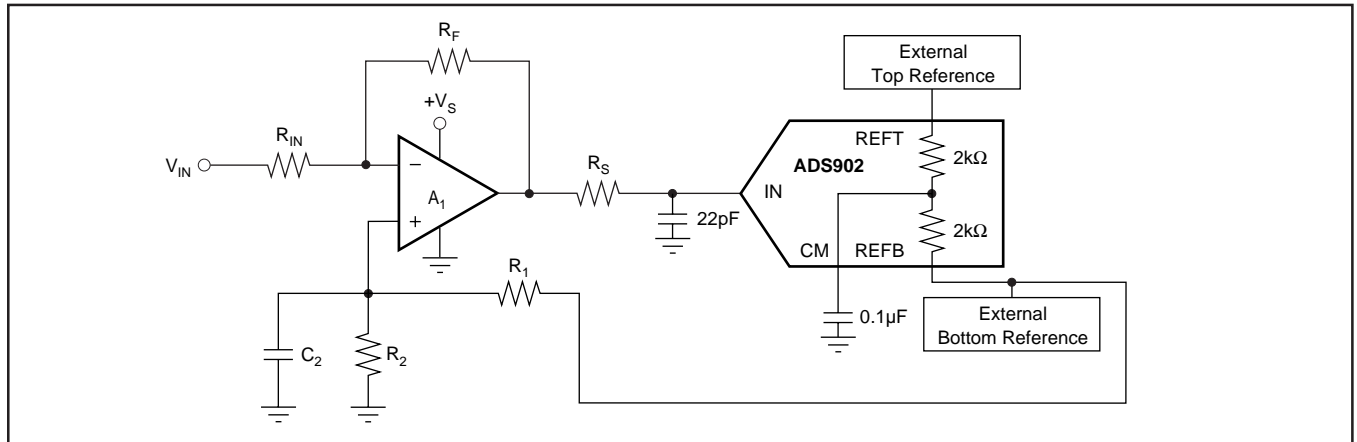 R_F
External
Top Reference
+V_S
R_IN
REFT
V_IN
−
R_S
ADS902
2kΩ
A_1
IN
+
22pF
2kΩ
CM
REFB
R_1
0.1µF
External
Bottom Reference
C_2
R_2